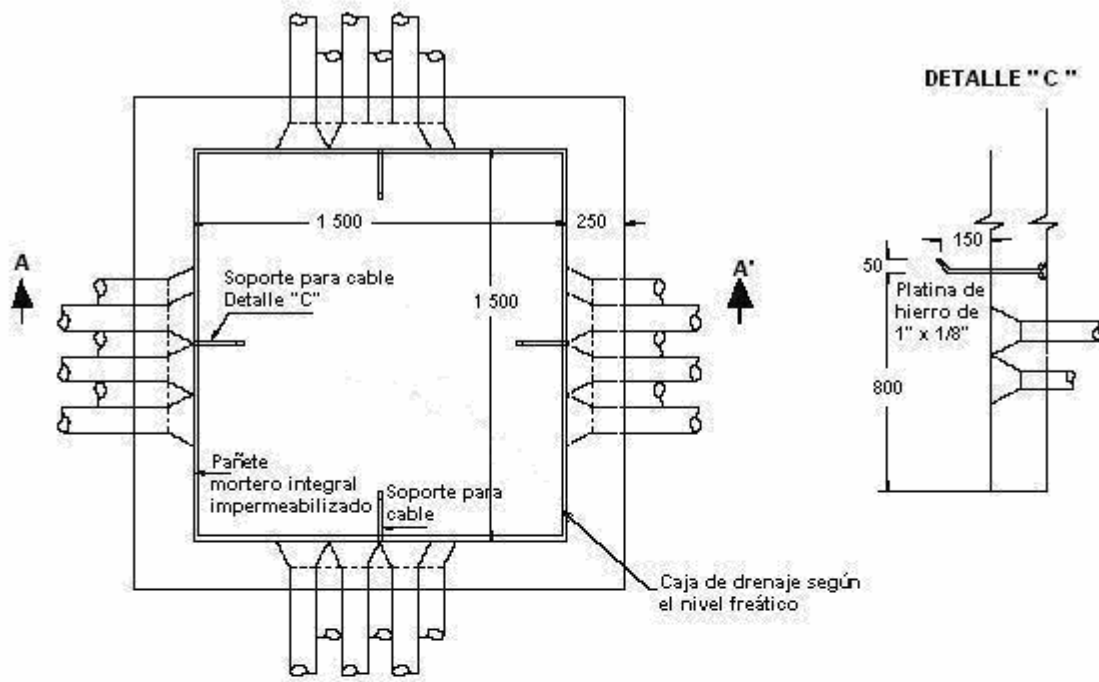 DETALLE "C"
1 500
250
150
A
A'
50
Soporte para cable
Detalle "C"
1 500
Platina de
hierro de
1" x 1/8"
800
Pañete
mortero integral
impermeabilizado
Soporte para
cable
Caja de drenaje según
el nivel freático